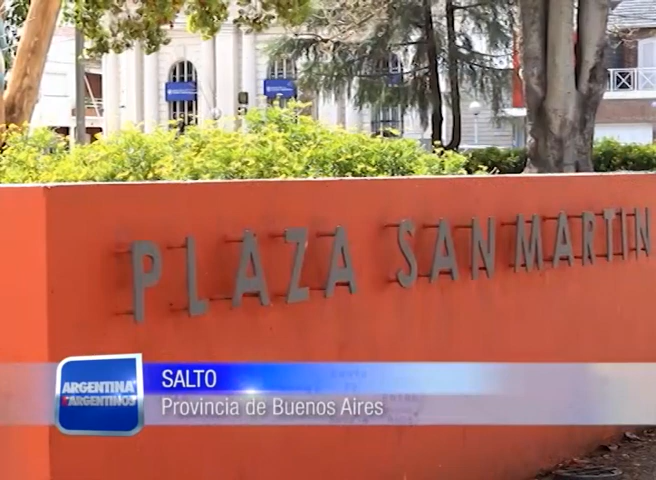 PLAZA SAN MARTIN
ARGENTINA
ARGENTINOS
SALTO
Provincia de Buenos Aires